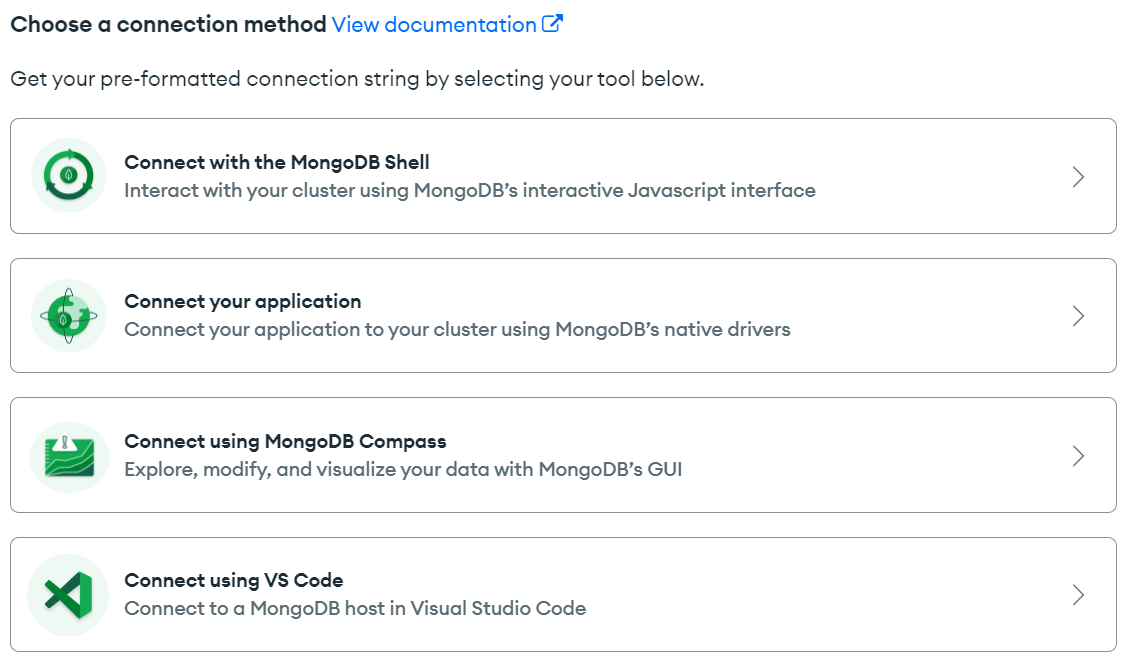 Choose a connection method View documentation
Get your pre-formatted connection string by selecting your tool below.
Connect with the MongoDB Shell
Interact with your cluster using MongoDB’s interactive Javascript interface
Connect your application
Connect your application to your cluster using MongoDB’s native drivers
Connect using MongoDB Compass
Explore, modify, and visualize your data with MongoDB’s GUI
Connect using VS Code
Connect to a MongoDB host in Visual Studio Code